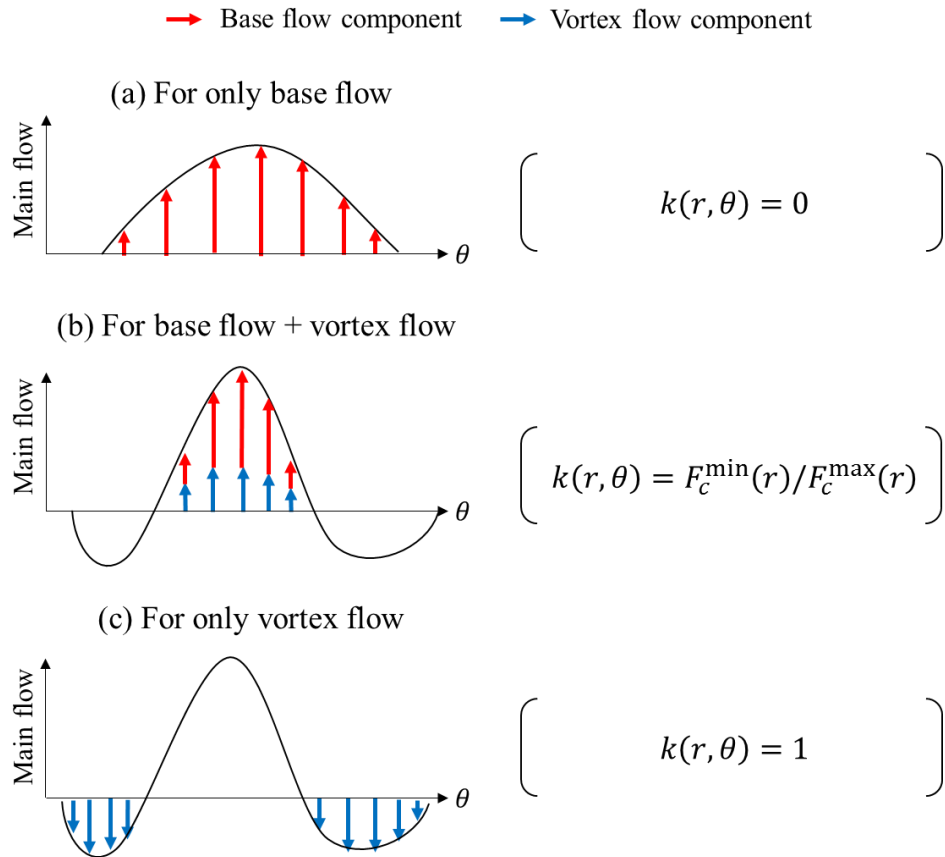 Base flow component
Vortex flow component
(a) For only base flow
Main flow
θ
k(r, θ) = 0
(b) For base flow + vortex flow
Main flow
θ
k(r, θ) = F_c^min(r)/F_c^max(r)
(c) For only vortex flow
Main flow
θ
k(r, θ) = 1